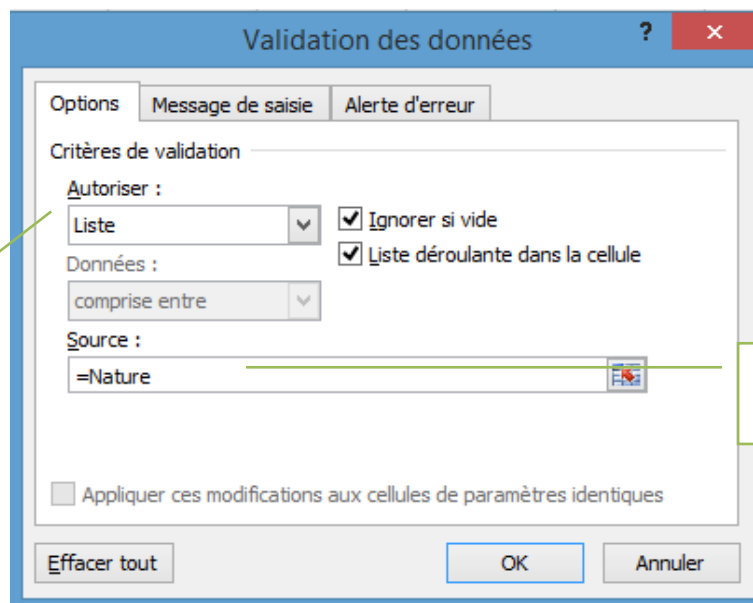 Validation des données ?
Options Message de saisie Alerte d'erreur
Critères de validation
Autoriser :
Liste
Ignorer si vide
Données :
Liste déroulante dans la cellule
comprise entre
Source :
=Nature
Appliquer ces modifications aux cellules de paramètres identiques
Effacer tout OK Annuler